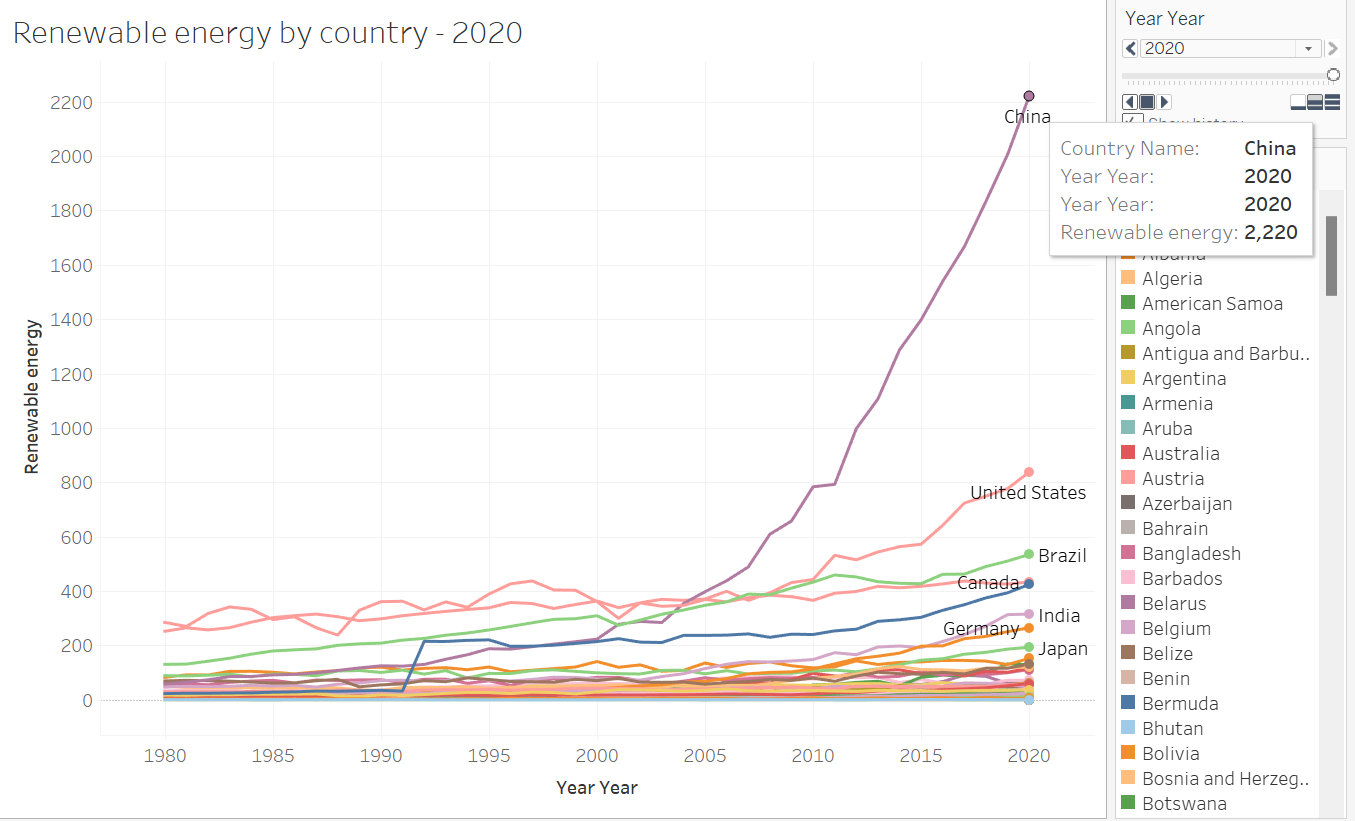 Renewable energy by country - 2020
2200
2000
1800
1600
1400
1200
1000
800
600
400
200
0
Renewable energy
1980
1985
1990
1995
2000
2005
2010
2015
2020
Year Year
China
United States
Brazil
Canada
India
Germany
Japan
Year Year
2020
Show history
Country Name: China
Year Year: 2020
Year Year: 2020
Renewable energy: 2,220
Albania
Algeria
American Samoa
Angola
Antigua and Barbu..
Argentina
Armenia
Aruba
Australia
Austria
Azerbaijan
Bahrain
Bangladesh
Barbados
Belarus
Belgium
Belize
Benin
Bermuda
Bhutan
Bolivia
Bosnia and Herzeg..
Botswana